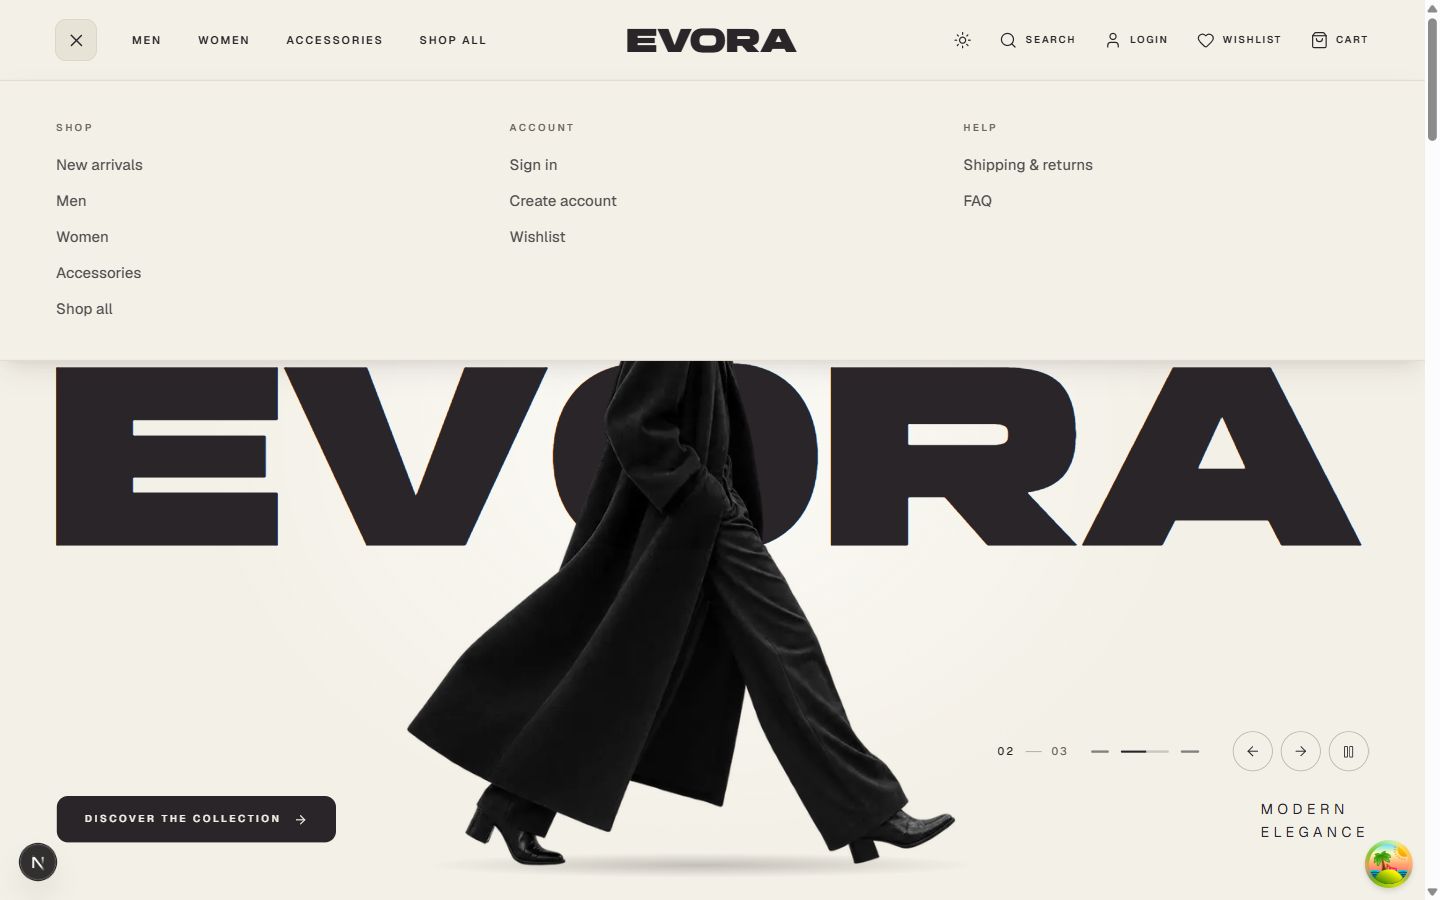 MEN
WOMEN
ACCESSORIES
SHOP ALL
EVORA
SEARCH
LOGIN
WISHLIST
CART
SHOP
New arrivals
Men
Women
Accessories
Shop all
ACCOUNT
Sign in
Create account
Wishlist
HELP
Shipping & returns
FAQ
EVORA
02 — 03
DISCOVER THE COLLECTION
MODERN
ELEGANCE
N